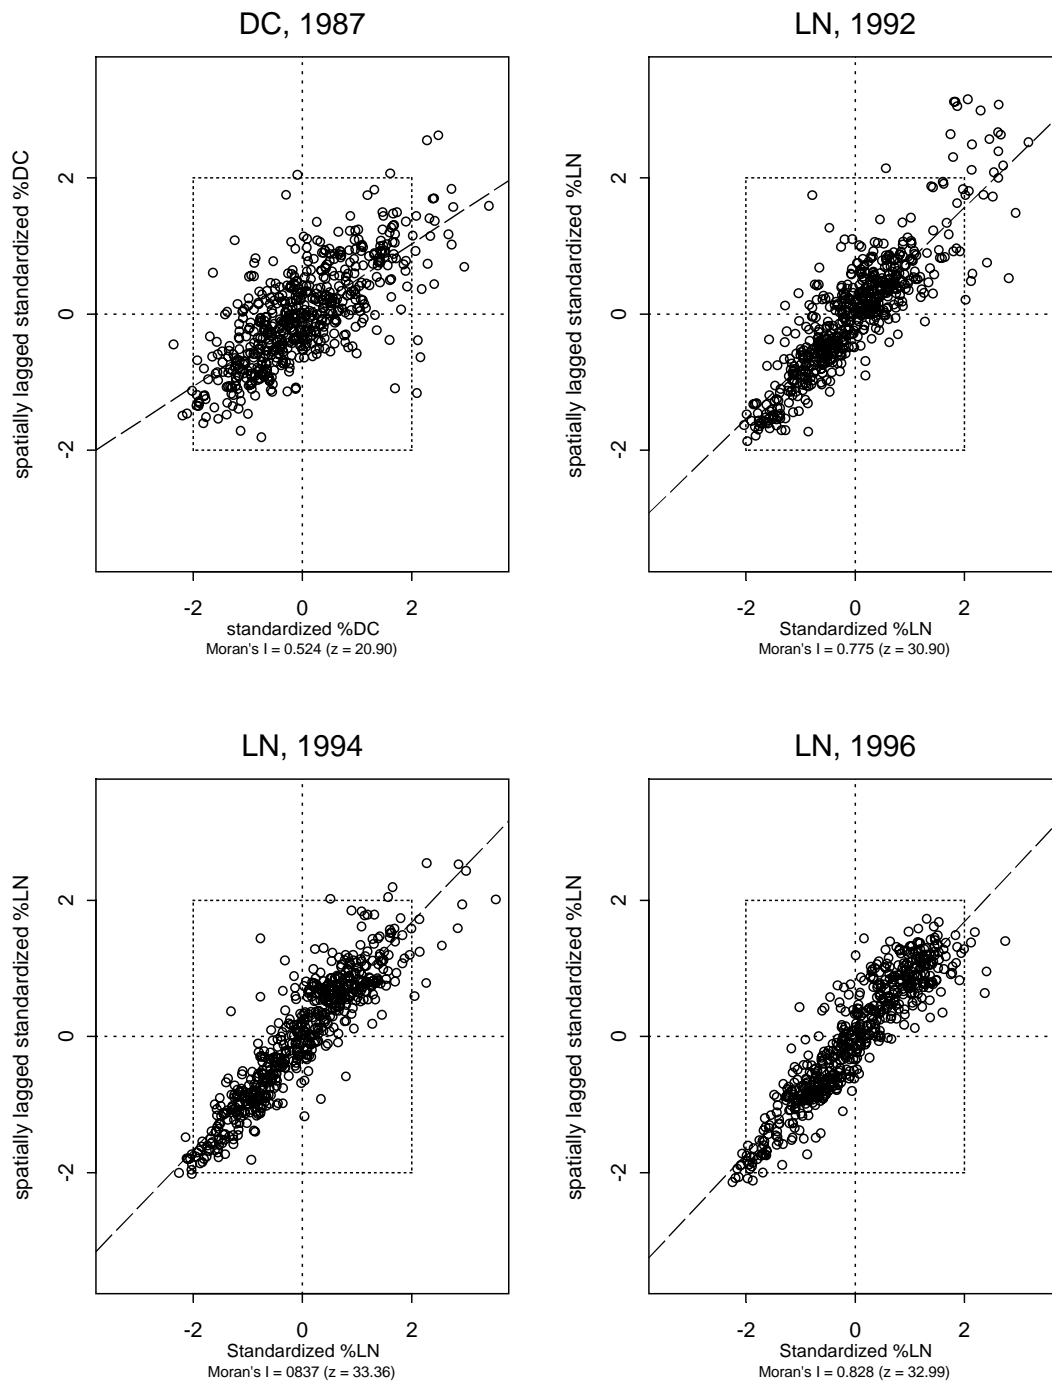 DC, 1987
spatially lagged standardized %DC
2
0
-2
-2 0 2
standardized %DC
Moran's I = 0.524 (z = 20.90)
LN, 1992
spatially lagged standardized %LN
2
0
-2
-2 0 2
Standardized %LN
Moran's I = 0.775 (z = 30.90)
LN, 1994
spatially lagged standardized %LN
2
0
-2
-2 0 2
Standardized %LN
Moran's I = 0837 (z = 33.36)
LN, 1996
spatially lagged standardized %LN
2
0
-2
-2 0 2
Standardized %LN
Moran's I = 0.828 (z = 32.99)